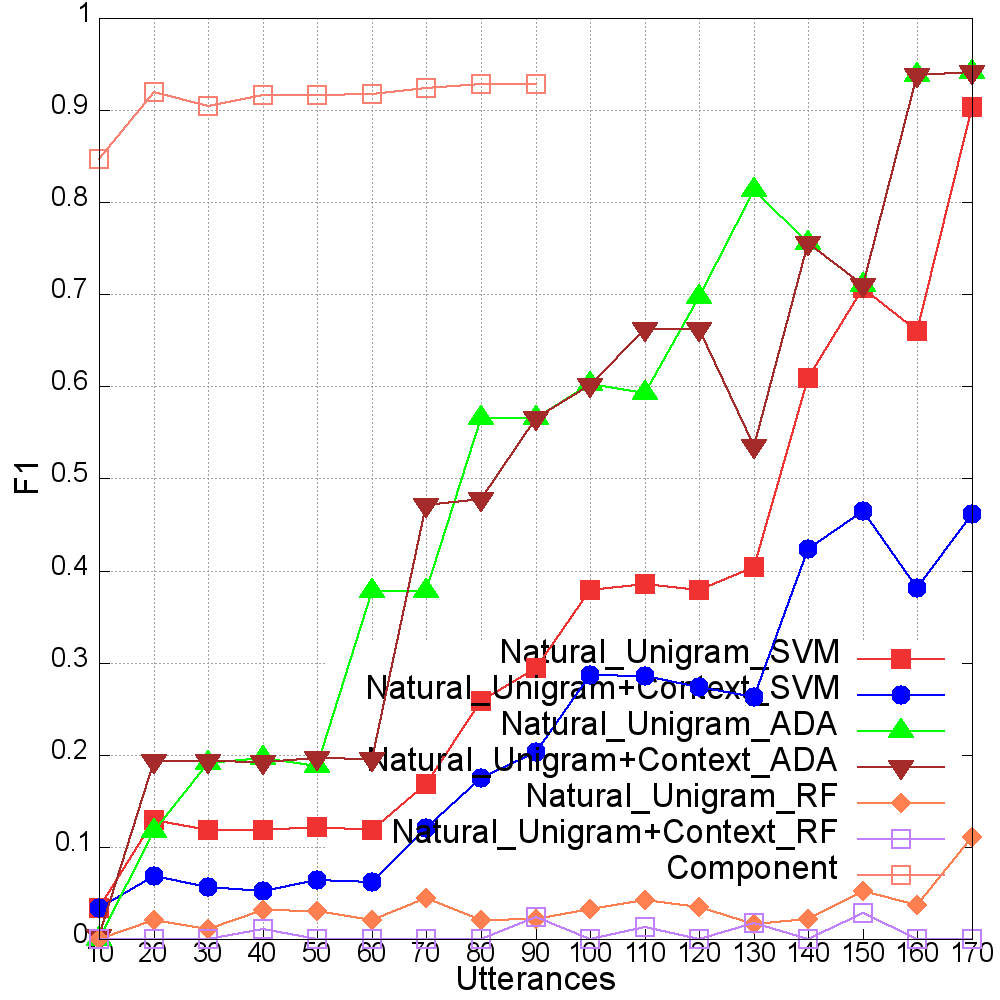 1
0.9
0.8
0.7
0.6
0.5
0.4
0.3
0.2
0.1
0
F1
Natural_Unigram_SVM
Natural_Unigram+Context_SVM
Natural_Unigram_ADA
Natural_Unigram+Context_ADA
Natural_Unigram_RF
Natural_Unigram+Context_RF
Component
10 20 30 40 50 60 70 80 90 100 110 120 130 140 150 160 170
Utterances